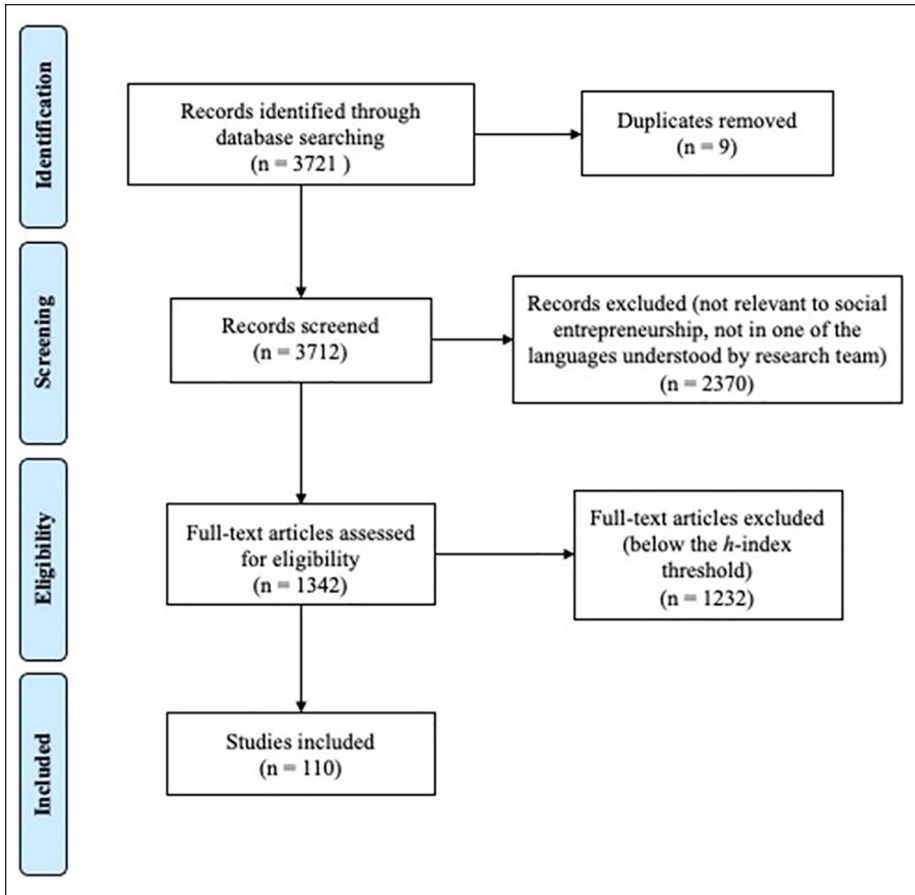 Identification
Records identified through
database searching
(n = 3721 )
Duplicates removed
(n = 9)
Screening
Records screened
(n = 3712)
Records excluded (not relevant to social
entrepreneurship, not in one of the
languages understood by research team)
(n = 2370)
Eligibility
Full-text articles assessed
for eligibility
(n = 1342)
Full-text articles excluded
(below the h-index
threshold)
(n = 1232)
Included
Studies included
(n = 110)